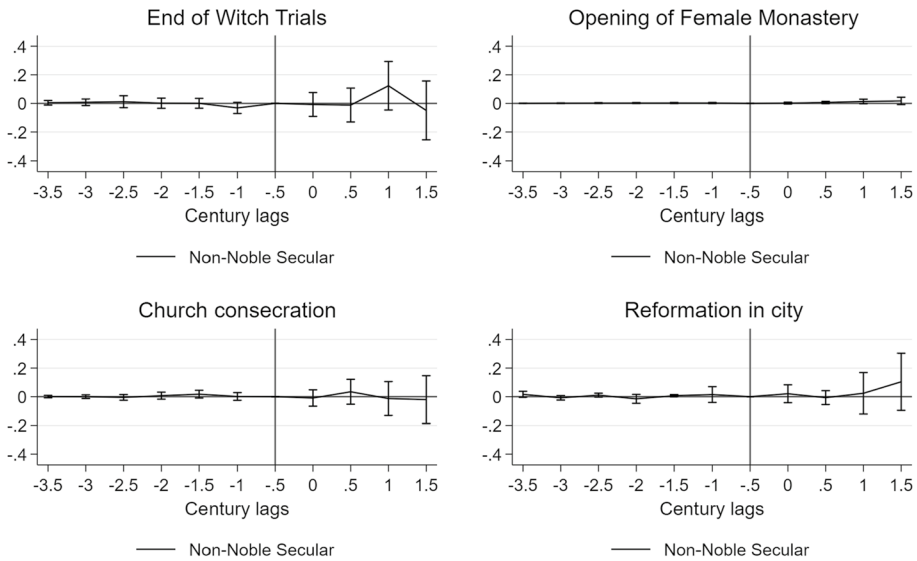 End of Witch Trials
.4
.2
0
-.2
-.4
-3.5 -3 -2.5 -2 -1.5 -1 -.5 0 .5 1 1.5
Century lags
Non-Noble Secular
Opening of Female Monastery
.4
.2
0
-.2
-.4
-3.5 -3 -2.5 -2 -1.5 -1 -.5 0 .5 1 1.5
Century lags
Non-Noble Secular
Church consecration
.4
.2
0
-.2
-.4
-3.5 -3 -2.5 -2 -1.5 -1 -.5 0 .5 1 1.5
Century lags
Non-Noble Secular
Reformation in city
.4
.2
0
-.2
-.4
-3.5 -3 -2.5 -2 -1.5 -1 -.5 0 .5 1 1.5
Century lags
Non-Noble Secular